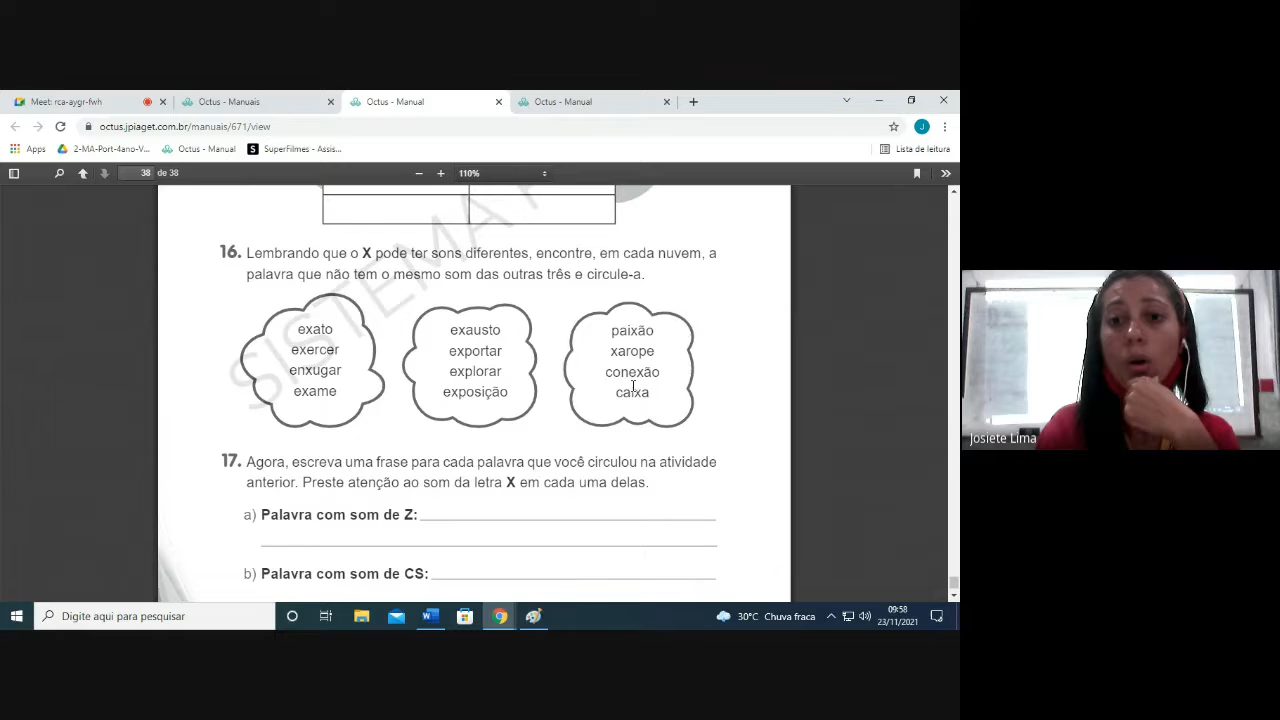 Meet: rca-aygr-fwh
Octus - Manuais
Octus - Manual
Octus - Manual
octus.jpiaget.com.br/manuais/671/view
Apps
2-MA-Port-4ano-V...
Octus - Manual
S
SuperFilmes - Assis...
Lista de leitura
J
38 de 38
110%
SISTEMA
16. Lembrando que o X pode ter sons diferentes, encontre, em cada nuvem, a
palavra que não tem o mesmo som das outras três e circule-a.
exato
exercer
enxugar
exame
exausto
exportar
explorar
exposição
paixão
xarope
conexão
caixa
17. Agora, escreva uma frase para cada palavra que você circulou na atividade
anterior. Preste atenção ao som da letra X em cada uma delas.
a) Palavra com som de Z:
b) Palavra com som de CS:
Josiete Lima
Digite aqui para pesquisar
30°C Chuva fraca
09:58
23/11/2021